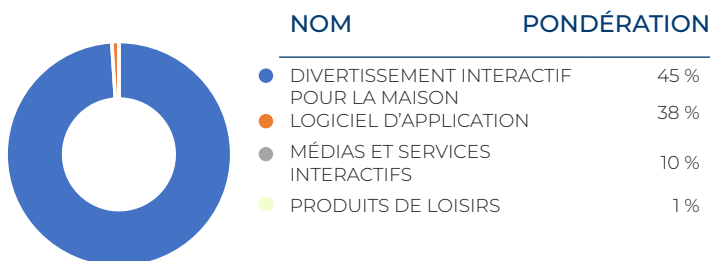 NOM PONDÉRATION
DIVERTISSEMENT INTERACTIF 45 %
POUR LA MAISON
LOGICIEL D'APPLICATION 38 %
MÉDIAS ET SERVICES
INTERACTIFS 10 %
PRODUITS DE LOISIRS 1 %